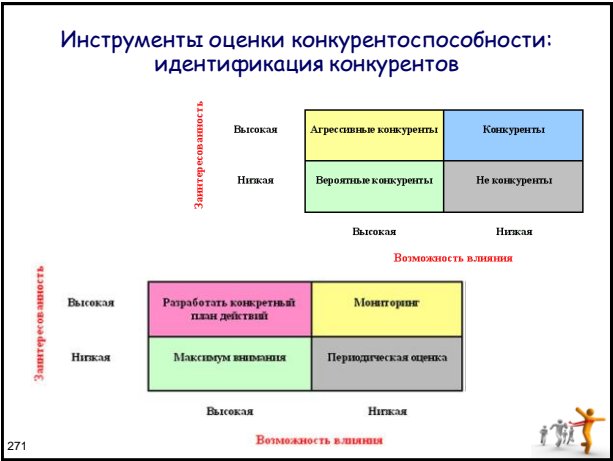 Инструменты оценки конкурентоспособности:
идентификация конкурентов
Заинтересованность
Высокая
Агрессивные конкуренты
Конкуренты
Низкая
Вероятные конкуренты
Не конкуренты
Высокая
Низкая
Возможность влияния
Заинтересованность
Высокая
Разработать конкретный
план действий
Мониторинг
Низкая
Максимум внимания
Периодическая оценка
Высокая
Низкая
Возможность влияния
271